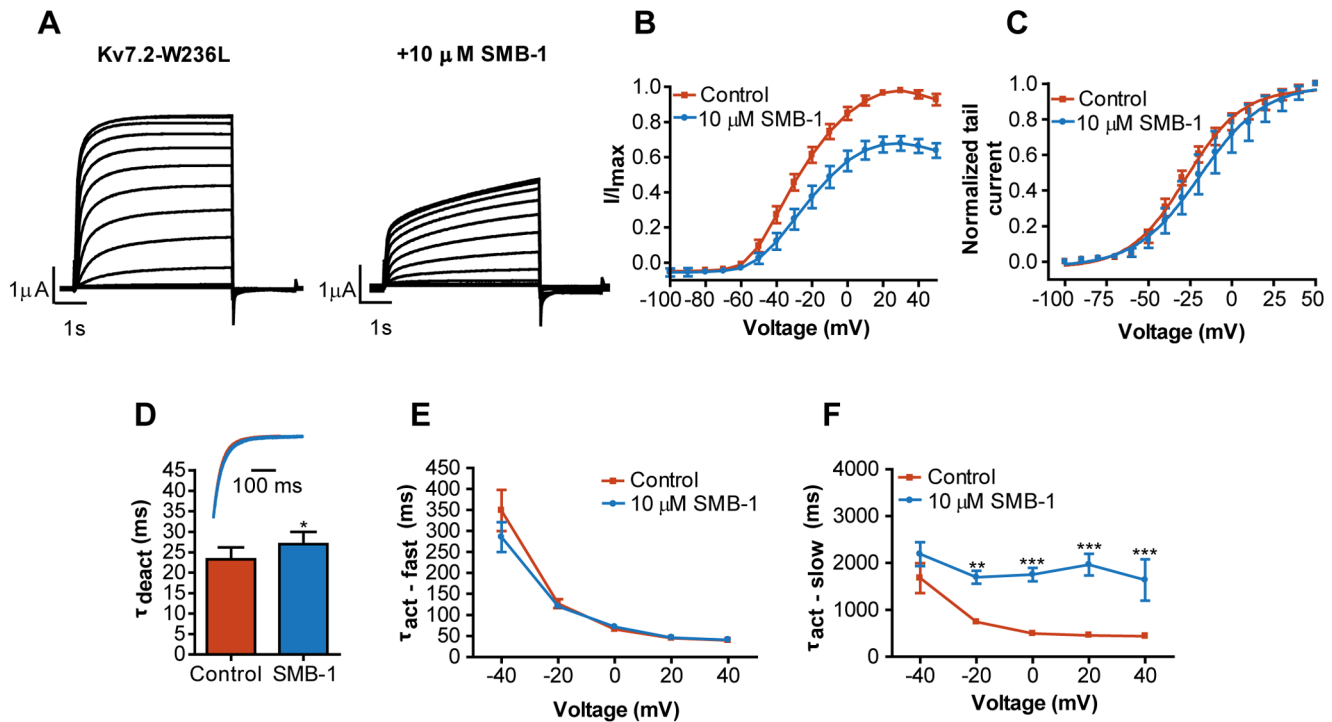 A
Kv7.2-W236L
+10 μM SMB-1
1μA
1s
1μA
1s
B
Control
10 μM SMB-1
I/Imax
1.0
0.8
0.6
0.4
0.2
0.0
-100 -80 -60 -40 -20 0 20 40
Voltage (mV)
C
Control
10 μM SMB-1
Normalized tail
current
1.0
0.8
0.6
0.4
0.2
0.0
-100 -75 -50 -25 0 25 50
Voltage (mV)
D
100 ms
τdeact (ms)
45
40
35
30
25
20
15
10
5
0
*
Control SMB-1
E
Control
10 μM SMB-1
τact - fast (ms)
450
400
350
300
250
200
150
100
50
0
-40 -20 0 20 40
Voltage (mV)
F
Control
10 μM SMB-1
τact - slow (ms)
4000
3000
2000
1000
0
** *** *** ***
-40 -20 0 20 40
Voltage (mV)